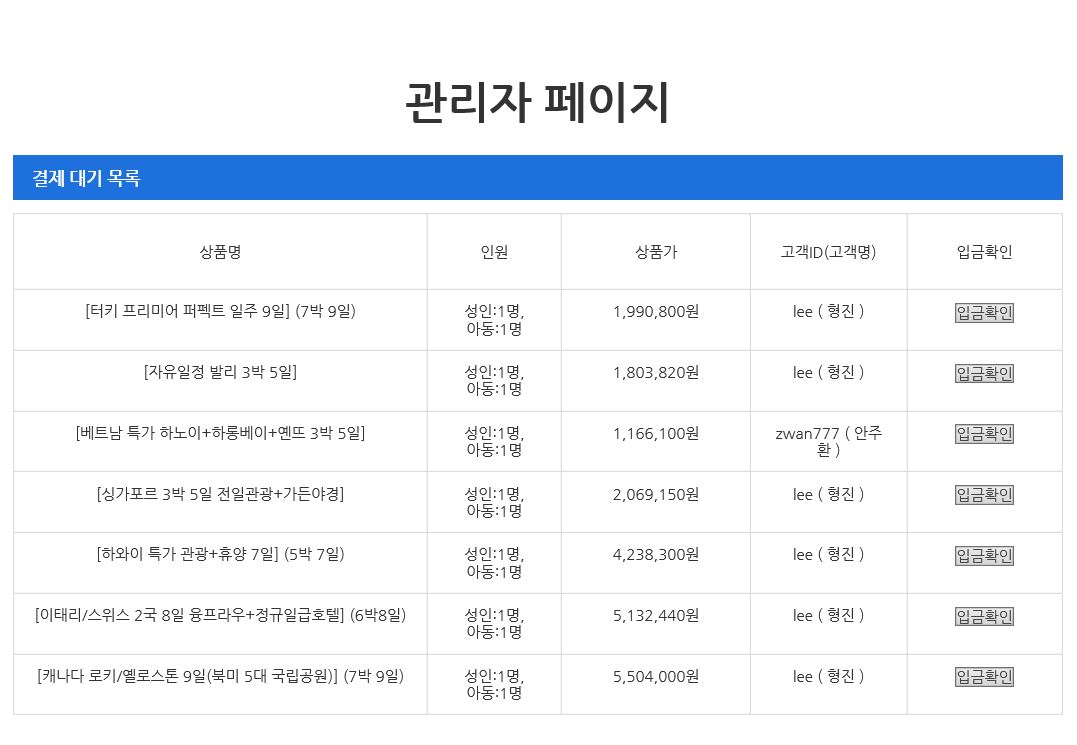 관리자 페이지
결제 대기 목록
상품명 인원 상품가 고객ID(고객명) 입금확인
[터키 프리미어 퍼펙트 일주 9일] (7박 9일) 성인:1명, 1,990,800원 lee ( 형진 ) 입금확인
아동:1명
[자유일정 발리 3박 5일] 성인:1명, 1,803,820원 lee ( 형진 ) 입금확인
아동:1명
[베트남 특가 하노이+하롱베이+옌뜨 3박 5일] 성인:1명, 1,166,100원 zwan777 ( 안주 입금확인
아동:1명 환 )
[싱가포르 3박 5일 전일관광+가든야경] 성인:1명, 2,069,150원 lee ( 형진 ) 입금확인
아동:1명
[하와이 특가 관광+휴양 7일] (5박 7일) 성인:1명, 4,238,300원 lee ( 형진 ) 입금확인
아동:1명
[이태리/스위스 2국 8일 융프라우+정규일급호텔] (6박8일) 성인:1명, 5,132,440원 lee ( 형진 ) 입금확인
아동:1명
[캐나다 로키/옐로스톤 9일(북미 5대 국립공원)] (7박 9일) 성인:1명, 5,504,000원 lee ( 형진 ) 입금확인
아동:1명